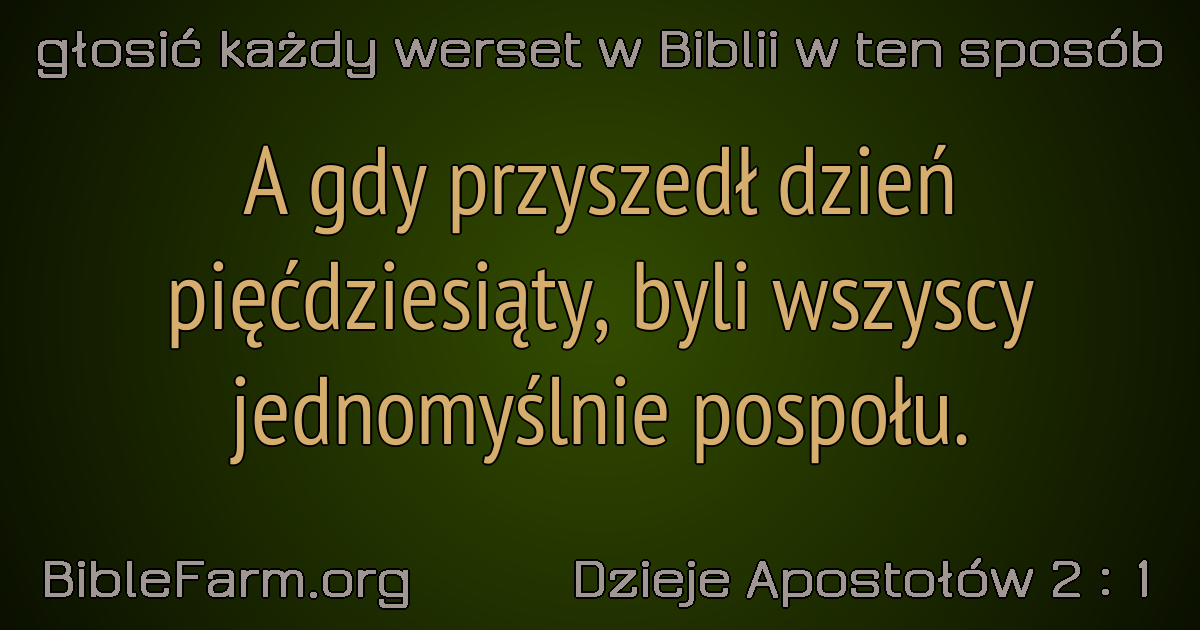 głosić każdy werset w Biblii w ten sposób
A gdy przyszedł dzień
pięćdziesiąty, byli wszyscy
jednomyślnie pospołu.
BibleFarm.org
Dzieje Apostołów 2 : 1